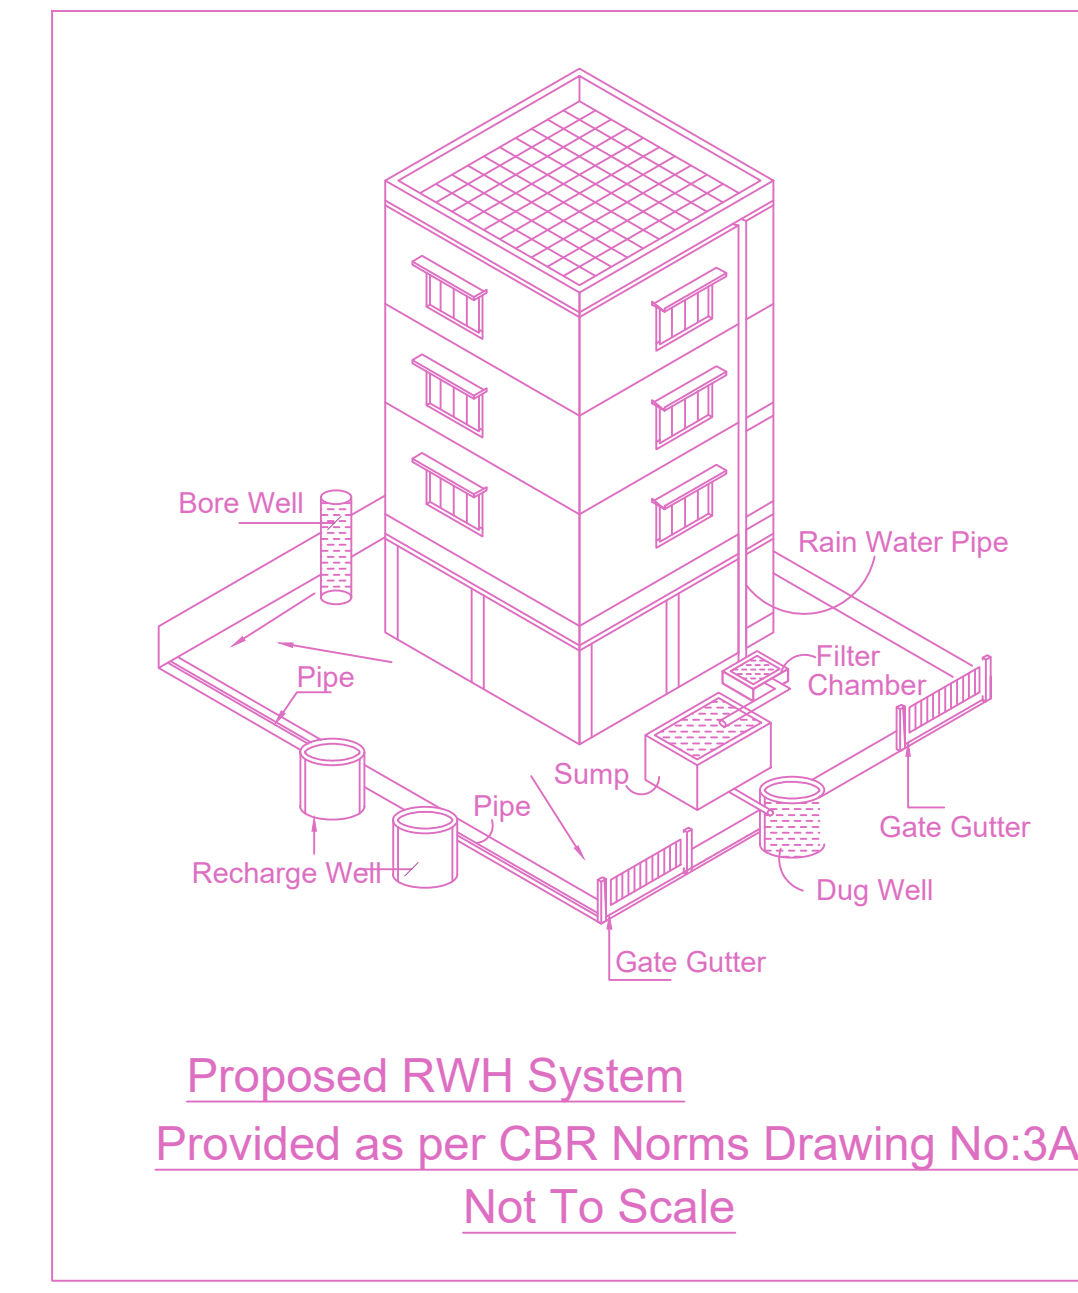 Bore Well
Rain Water Pipe
Filter
Chamber
Pipe
Sump
Pipe
Gate Gutter
Recharge Well
Dug Well
Gate Gutter
Proposed RWH System
Provided as per CBR Norms Drawing No:3A
Not To Scale